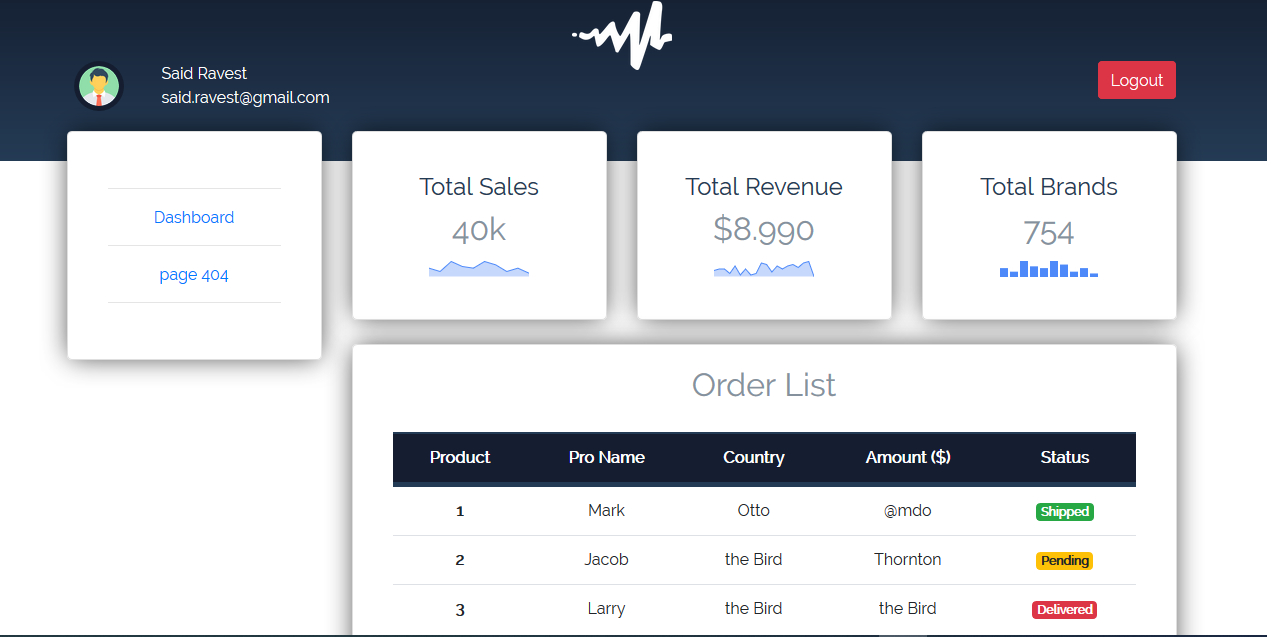 Said Ravest
said.ravest@gmail.com
Logout
Dashboard
page 404
Total Sales
40k
Total Revenue
$8.990
Total Brands
754
Order List
Product Pro Name Country Amount ($) Status
1 Mark Otto @mdo Shipped
2 Jacob the Bird Thornton Pending
3 Larry the Bird the Bird Delivered